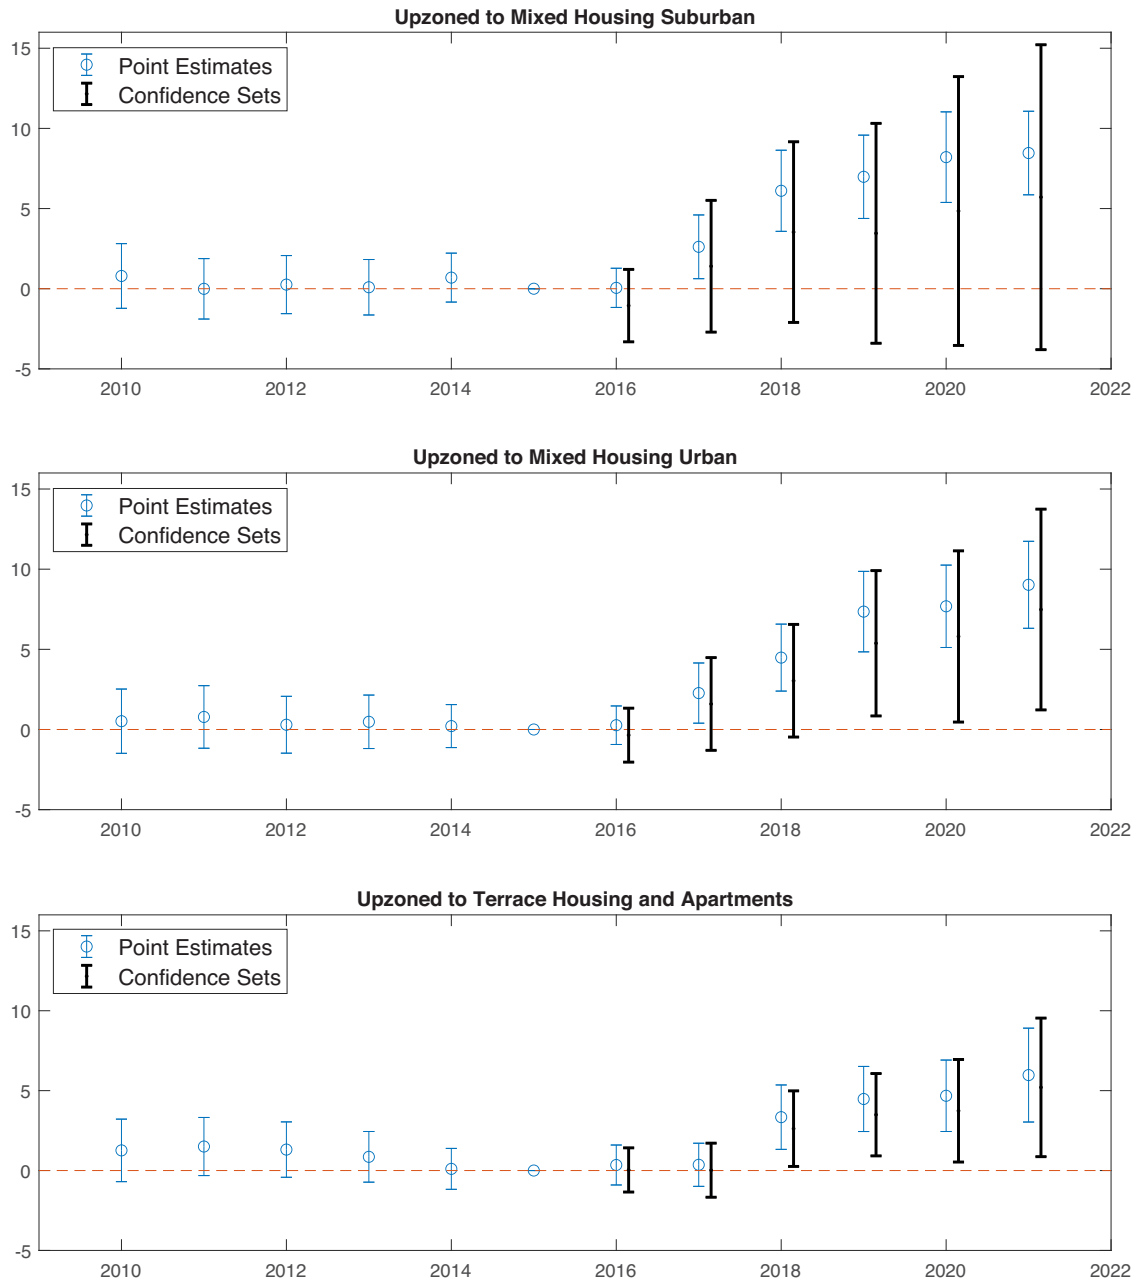 Upzoned to Mixed Housing Suburban
15
10
5
0
-5
Point Estimates
Confidence Sets
2010 2012 2014 2016 2018 2020 2022
Upzoned to Mixed Housing Urban
15
10
5
0
-5
Point Estimates
Confidence Sets
2010 2012 2014 2016 2018 2020 2022
Upzoned to Terrace Housing and Apartments
15
10
5
0
-5
Point Estimates
Confidence Sets
2010 2012 2014 2016 2018 2020 2022